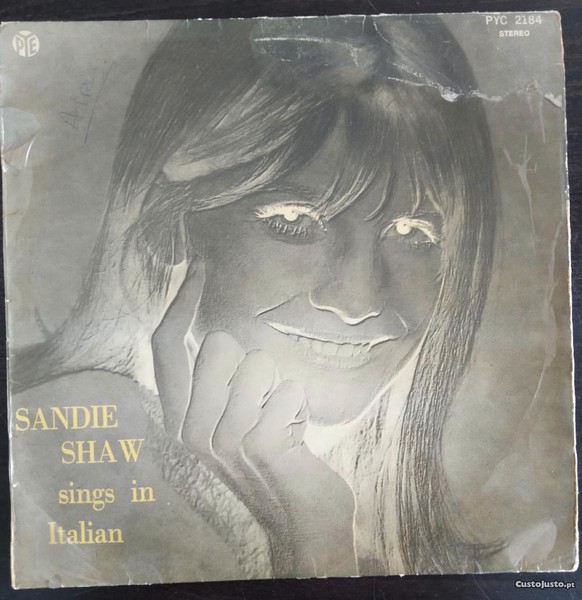 PYE
PYC 2184
STEREO
SANDIE
SHAW
sings in
Italian
CustoJusto.pt